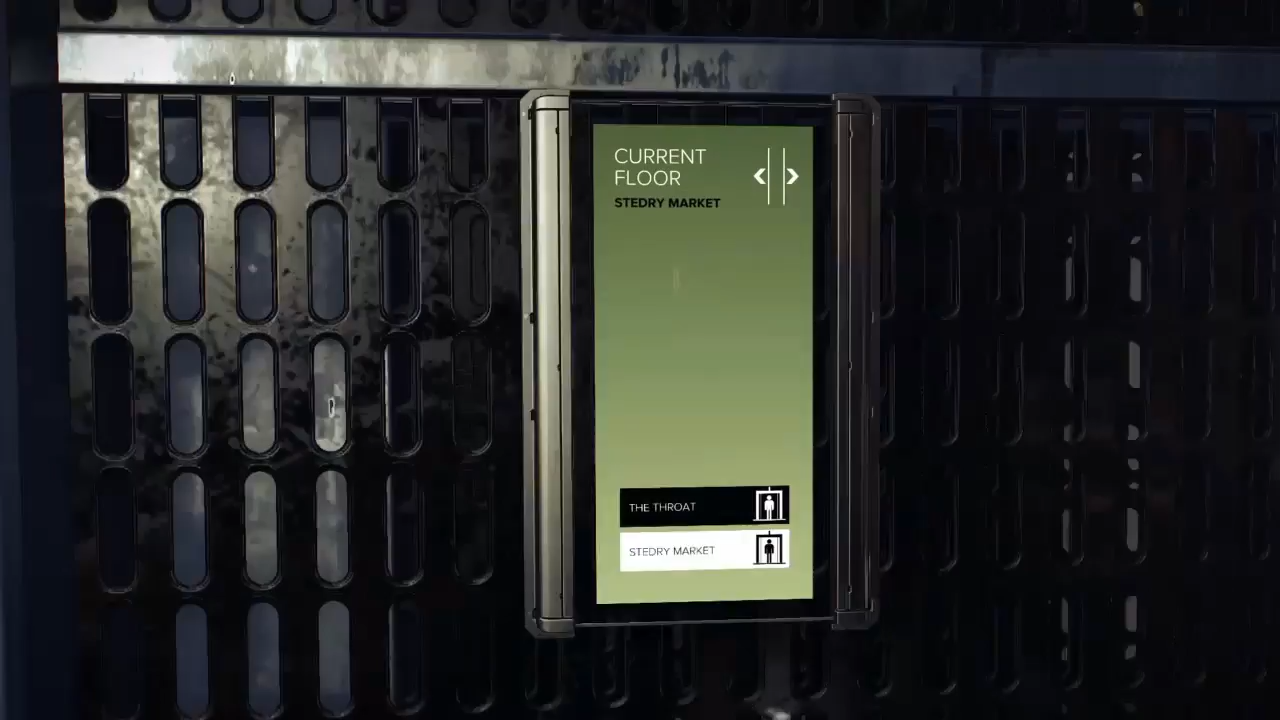 CURRENT
FLOOR
STEDRY MARKET
THE THROAT
STEDRY MARKET